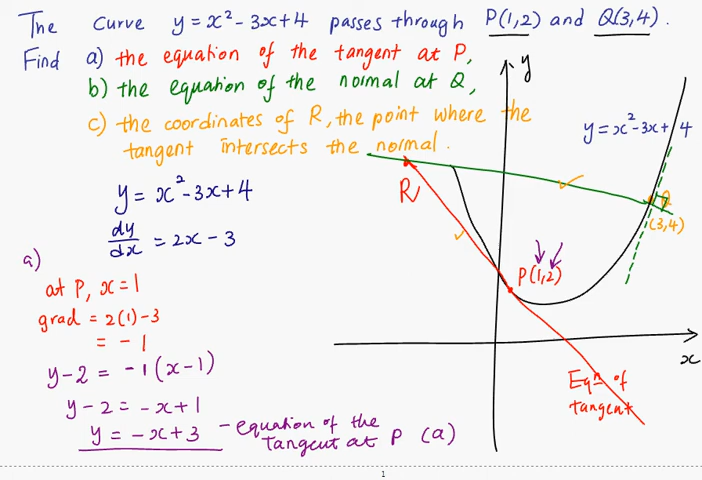 The curve y = x² - 3x + 4 passes through P(1,2) and Q(3,4).
Find a) the equation of the tangent at P,
b) the equation of the normal at Q,
c) the coordinates of R, the point where the
tangent intersects the normal.
y = x² - 3x + 4
dy/dx = 2x - 3
a)
at P, x = 1
grad = 2(1) - 3
= -1
y - 2 = -1(x - 1)
y - 2 = -x + 1
y = -x + 3 - equation of the
tangent at P (a)
y
y = x² - 3x + 4
R
Q
(3,4)
P(1,2)
x
Eqn of
tangent
1